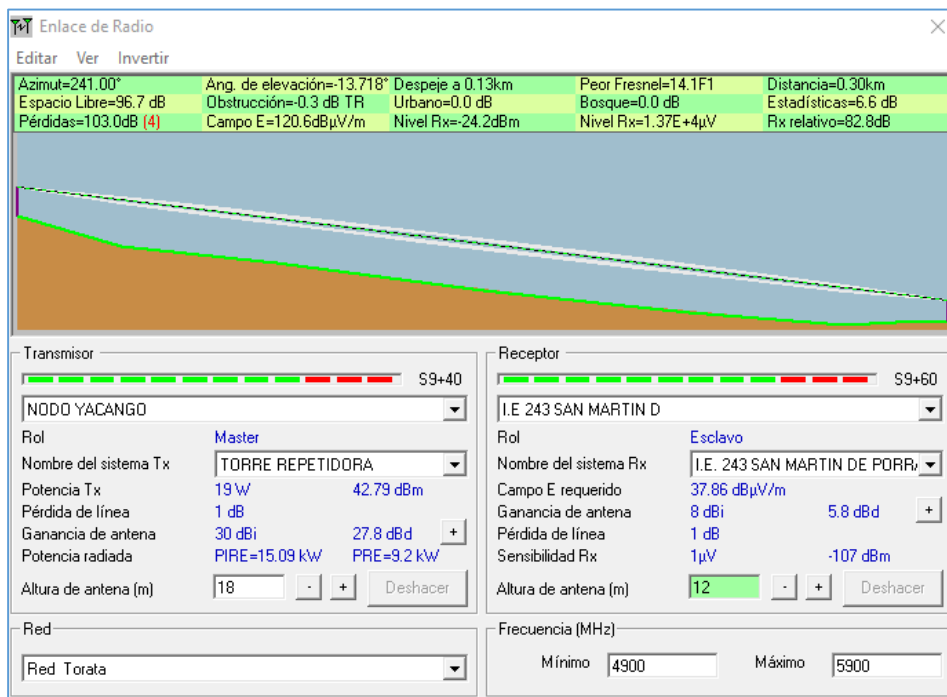 Enlace de Radio
Editar Ver Invertir
Azimut=241.00° Ang. de elevación=-13.718° Despeje a 0.13km Peor Fresnel=14.1F1 Distancia=0.30km
Espacio Libre=96.7 dB Obstrucción=-0.3 dB TR Urbano=0.0 dB Bosque=0.0 dB Estadísticas=6.6 dB
Pérdidas=103.0dB (4) Campo E=120.6dBµV/m Nivel Rx=-24.2dBm Nivel Rx=1.37E+4µV Rx relativo=82.8dB
Transmisor
S9+40
NODO YACANGO
Rol Master
Nombre del sistema Tx TORRE REPETIDORA
Potencia Tx 19 W 42.79 dBm
Pérdida de línea 1 dB
Ganancia de antena 30 dBi 27.8 dBd +
Potencia radiada PIRE=15.09 kW PRE=9.2 kW
Altura de antena (m) 18 - + Deshacer
Receptor
S9+60
I.E 243 SAN MARTIN D
Rol Esclavo
Nombre del sistema Rx I.E. 243 SAN MARTIN DE PORR
Campo E requerido 37.86 dBµV/m
Ganancia de antena 8 dBi 5.8 dBd +
Pérdida de línea 1 dB
Sensibilidad Rx 1µV -107 dBm
Altura de antena (m) 12 - + Deshacer
Red
Red Torata
Frecuencia (MHz)
Mínimo 4900 Máximo 5900